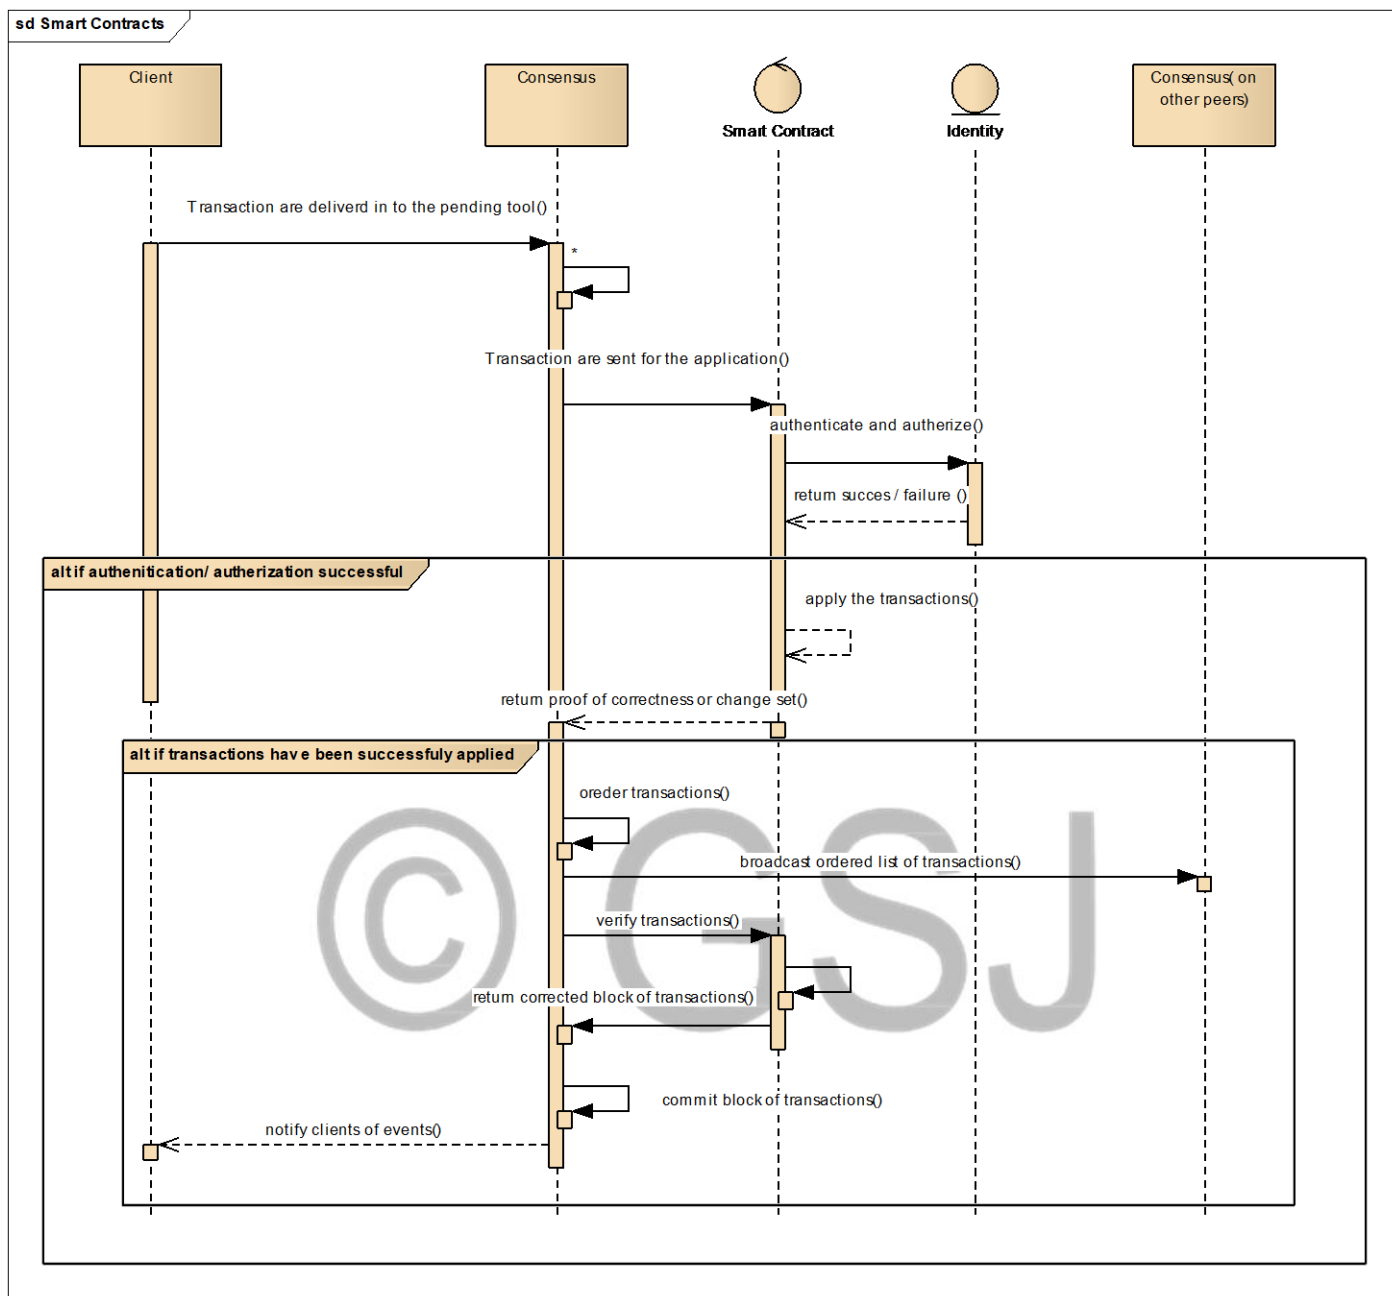 sd Smart Contracts
Client
Consensus
Smart Contract
Identity
Consensus( on
other peers)
Transaction are deliverd in to the pending tool()
*
Transaction are sent for the application()
authenticate and autherize()
return succes / failure ()
alt if authenitication/ autherization successful
apply the transactions()
return proof of correctness or change set()
alt if transactions have been successfuly applied
oreder transactions()
broadcast ordered list of transactions()
verify transactions()
return corrected block of transactions()
commit block of transactions()
notify clients of events()
© GSJ